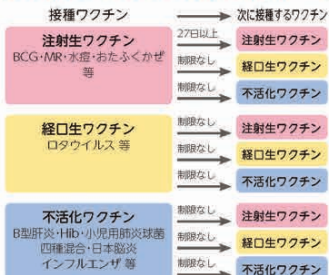 接種ワクチン
次に接種するワクチン
注射生ワクチン
BCG・MR・水痘・おたふくかぜ
等
27日以上
注射生ワクチン
制限なし
経口生ワクチン
制限なし
不活化ワクチン
経口生ワクチン
ロタウイルス 等
制限なし
注射生ワクチン
制限なし
経口生ワクチン
制限なし
不活化ワクチン
不活化ワクチン
B型肝炎・Hib・小児用肺炎球菌
四種混合・日本脳炎
インフルエンザ 等
制限なし
注射生ワクチン
制限なし
経口生ワクチン
制限なし
不活化ワクチン